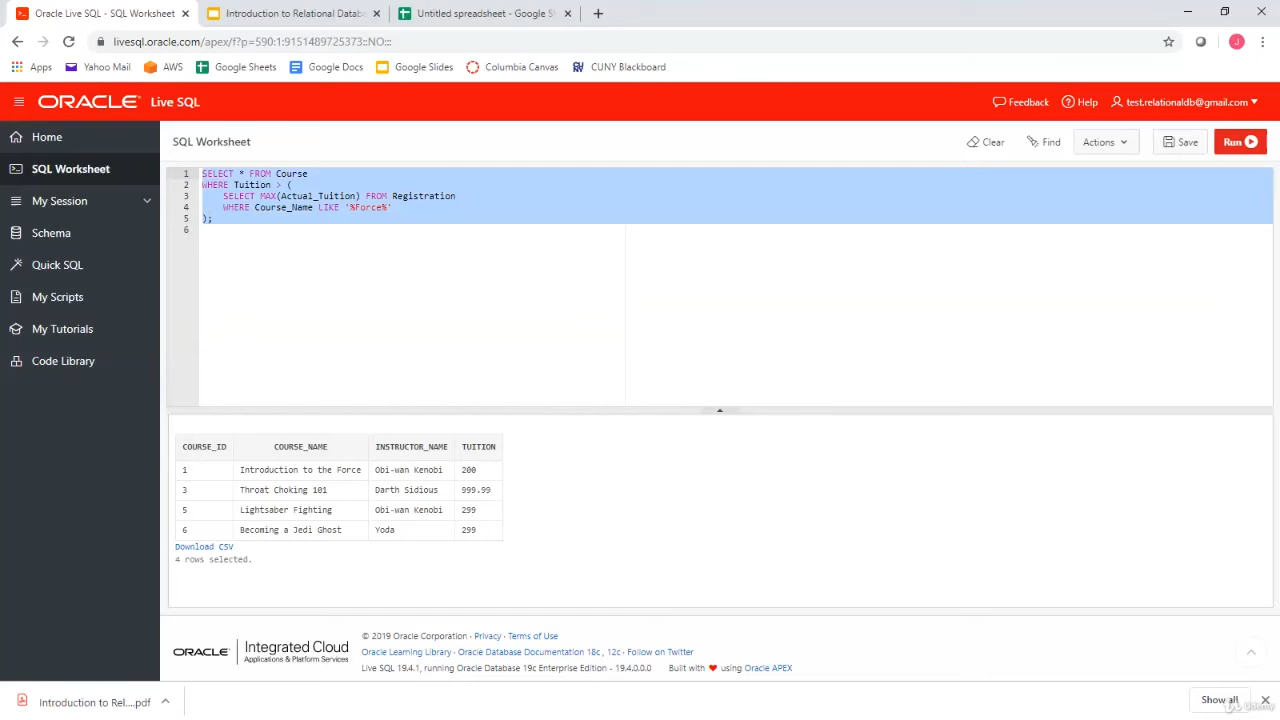 Oracle Live SQL - SQL Worksheet
Introduction to Relational Databa
Untitled spreadsheet - Google S
livesql.oracle.com/apex/f?p=590:1:9151489725373::NO:::
J
Apps Yahoo Mail AWS Google Sheets Google Docs Google Slides Columbia Canvas CUNY Blackboard
ORACLE Live SQL
Feedback Help test.relationaldb@gmail.com
Home
SQL Worksheet
My Session
Schema
Quick SQL
My Scripts
My Tutorials
Code Library
SQL Worksheet
Clear Find Actions Save Run
1 SELECT * FROM Course
2 WHERE Tuition > (
3 SELECT MAX(Actual_Tuition) FROM Registration
4 WHERE Course_Name LIKE '%Force%'
5 );
6
COURSE_ID COURSE_NAME INSTRUCTOR_NAME TUITION
1 Introduction to the Force Obi-wan Kenobi 200
3 Throat Choking 101 Darth Sidious 999.99
5 Lightsaber Fighting Obi-wan Kenobi 299
6 Becoming a Jedi Ghost Yoda 299
Download CSV
4 rows selected.
ORACLE Integrated Cloud
Applications & Platform Services
© 2019 Oracle Corporation · Privacy · Terms of Use
Oracle Learning Library · Oracle Database Documentation 18c , 12c · Follow on Twitter
Live SQL 19.4.1, running Oracle Database 19c Enterprise Edition - 19.4.0.0.0 Built with ❤ using Oracle APEX
Introduction to Rel....pdf
Show all
Udemy